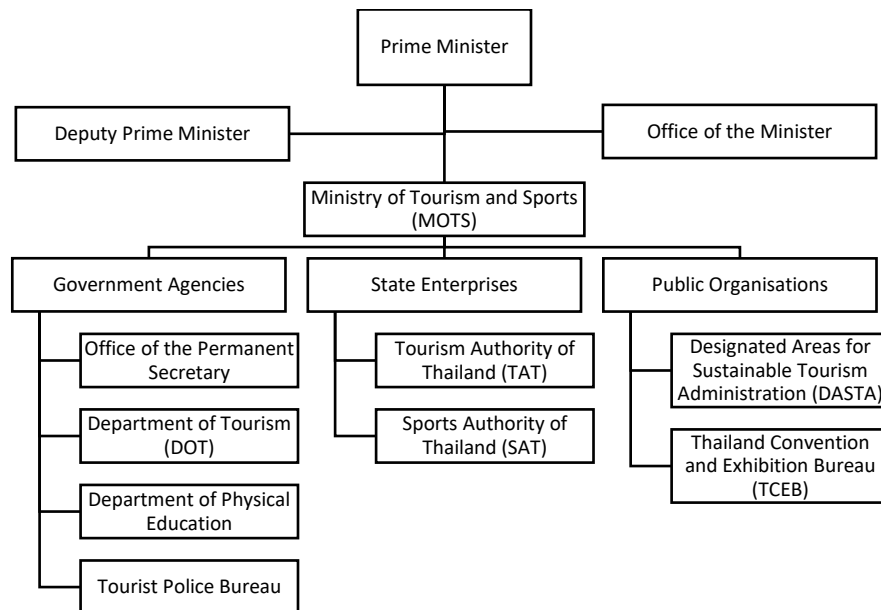 Prime Minister
Deputy Prime Minister
Office of the Minister
Ministry of Tourism and Sports
(MOTS)
Government Agencies
State Enterprises
Public Organisations
Office of the Permanent
Secretary
Department of Tourism
(DOT)
Department of Physical
Education
Tourist Police Bureau
Tourism Authority of
Thailand (TAT)
Sports Authority of
Thailand (SAT)
Designated Areas for
Sustainable Tourism
Administration (DASTA)
Thailand Convention
and Exhibition Bureau
(TCEB)